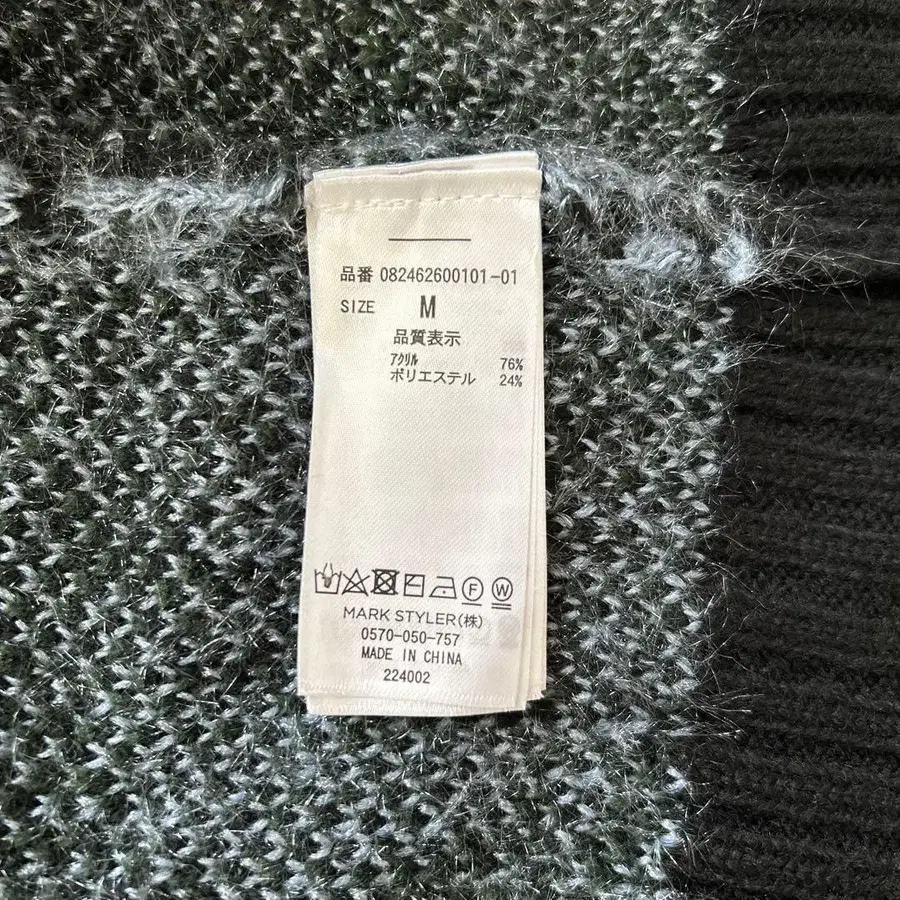 品番 082462600101-01
SIZE M
品質表示
ｱｸﾘﾙ 76%
ポリエステル 24%
F W
MARK STYLER(株)
0570-050-757
MADE IN CHINA
224002